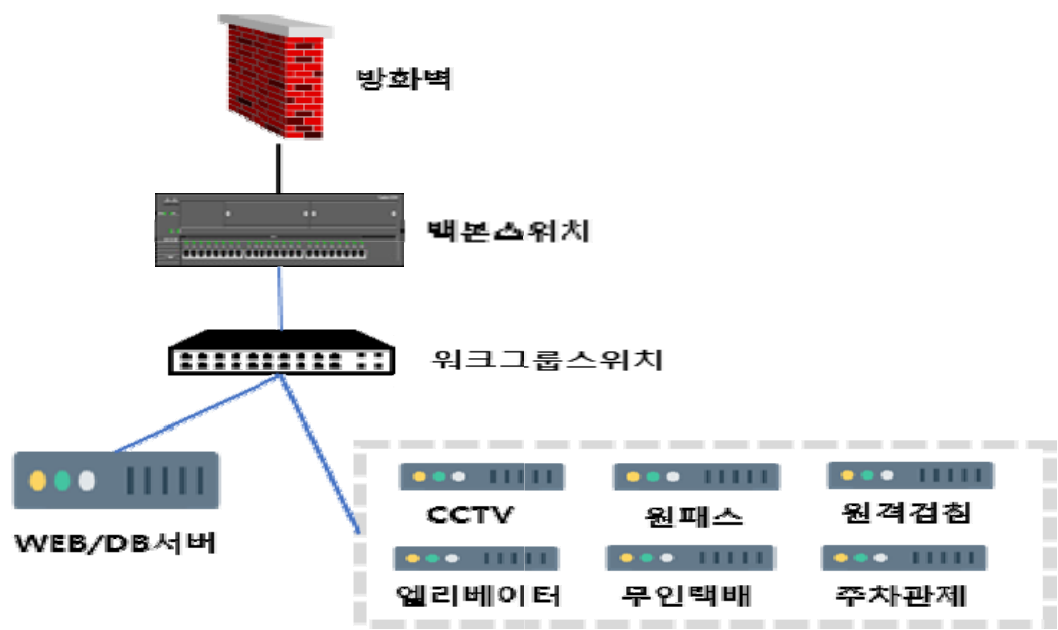 방화벽
백본스위치
워크그룹스위치
WEB/DB서버
CCTV
원패스
원격검침
엘리베이터
무인택배
주차관제